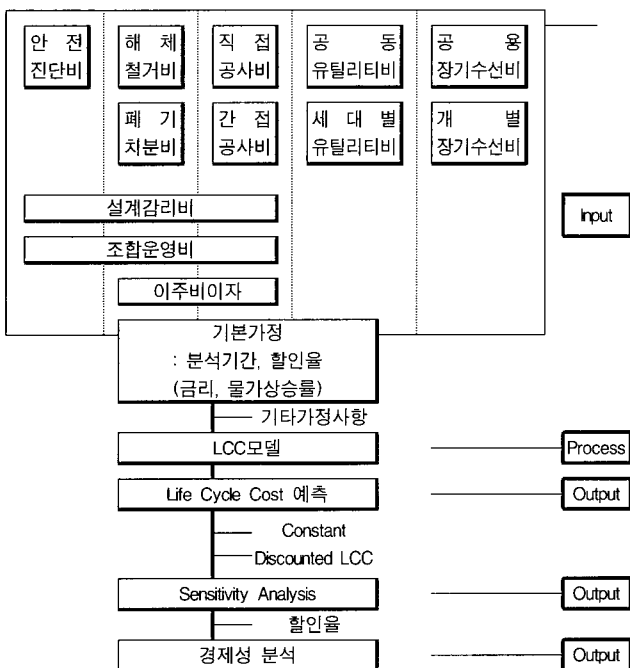 안 전 해 체 직 접 공 동 공 용
진단비 철거비 공사비 유틸리티비 장기수선비
폐 기 간 접 세 대 별 개 별
처분비 공사비 유틸리티비 장기수선비
설계감리비
Input
조합운영비
이주비이자
기본가정
: 분석기간, 할인율
(금리, 물가상승률)
기타가정사항
LCC모델 Process
Life Cycle Cost 예측 Output
Constant
Discounted LCC
Sensitivity Analysis Output
할인율
경제성 분석 Output